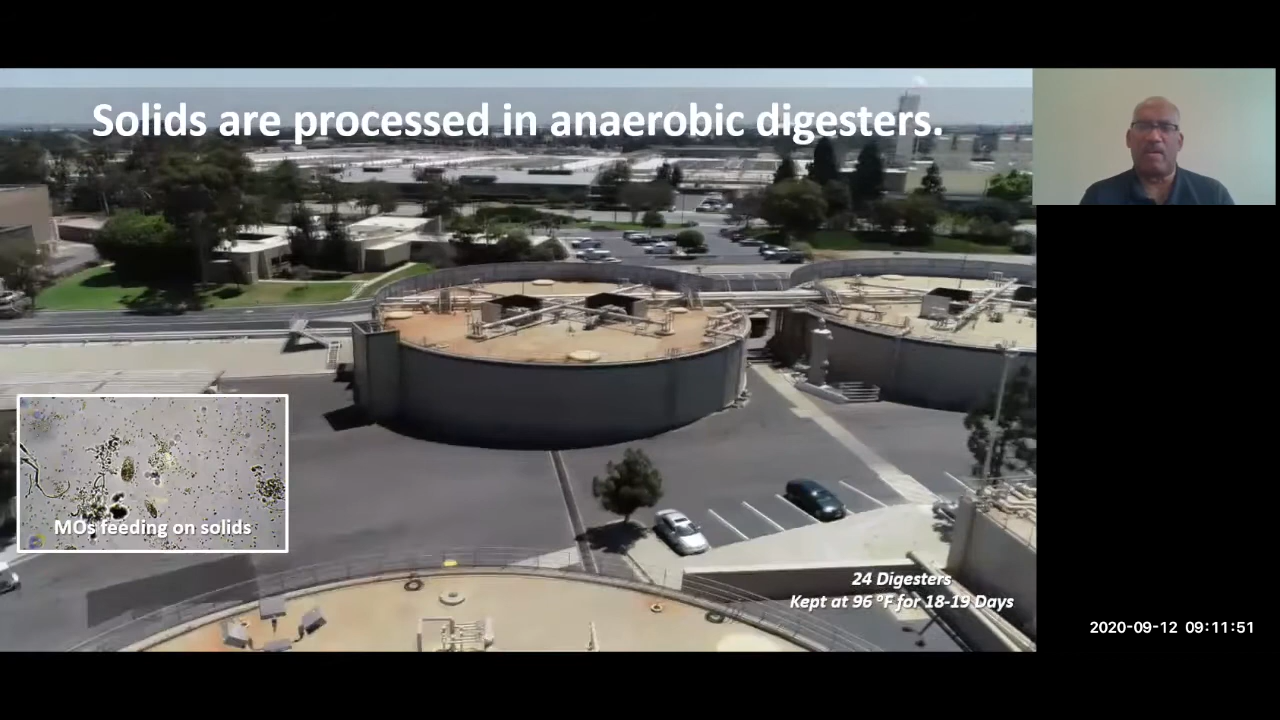 Solids are processed in anaerobic digesters.
MOs feeding on solids
24 Digesters
Kept at 96 °F for 18-19 Days
2020-09-12 09:11:51